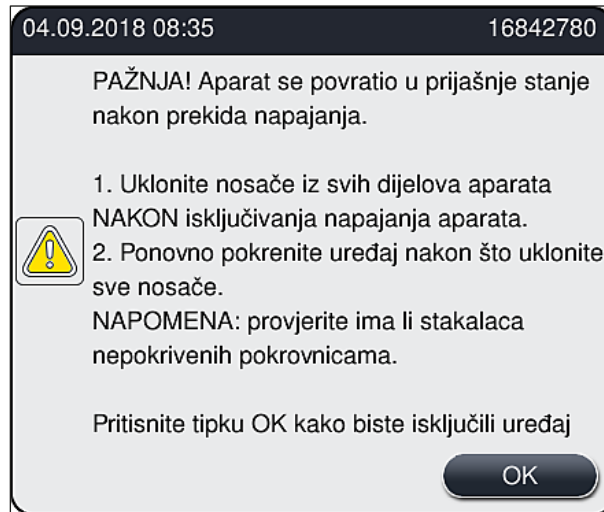 04.09.2018 08:35 16842780
PAŽNJA! Aparat se povratio u prijašnje stanje
nakon prekida napajanja.
1. Uklonite nosače iz svih dijelova aparata
NAKON isključivanja napajanja aparata.
2. Ponovno pokrenite uređaj nakon što uklonite
sve nosače.
NAPOMENA: provjerite ima li stakalaca
nepokrivenih pokrovnicama.
Pritisnite tipku OK kako biste isključili uređaj
OK